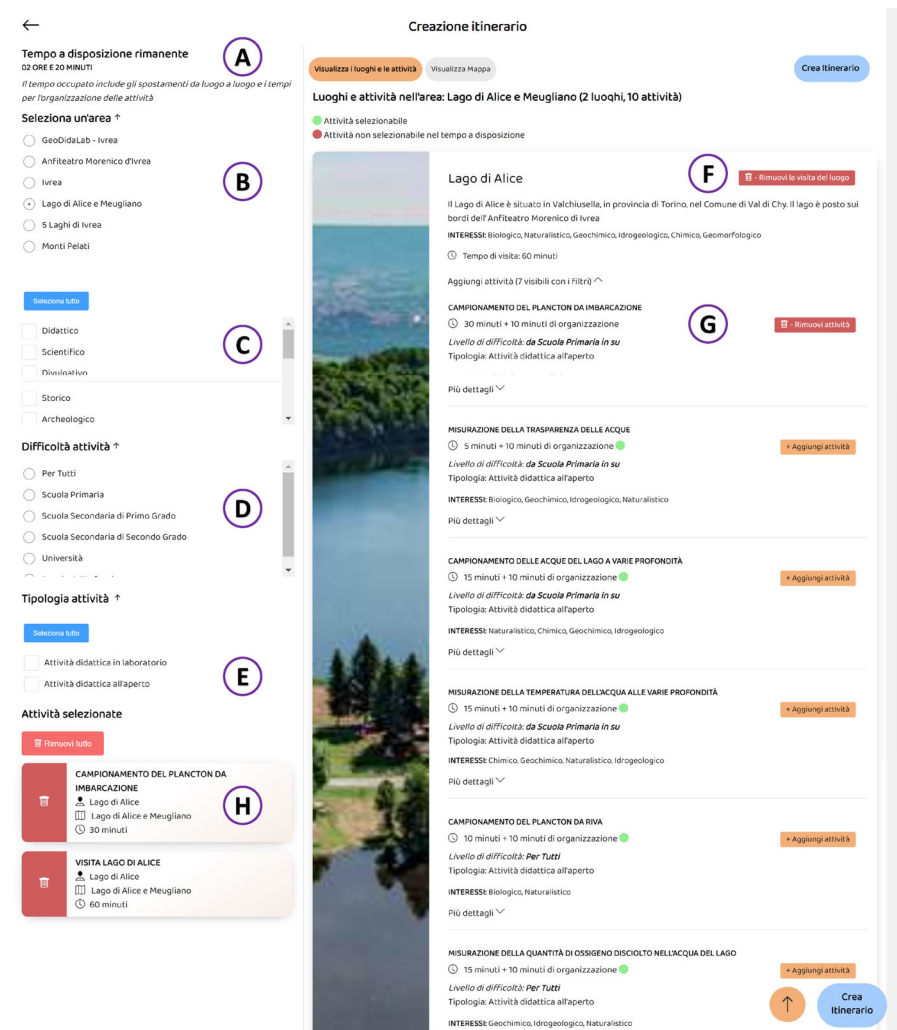 Creazione itinerario
Tempo a disposizione rimanente
02 ORE E 20 MINUTI
Il tempo occupato include gli spostamenti da luogo a luogo e i tempi
per l'organizzazione delle attività
A
Seleziona un'area ↑
GeoDidaLab - Ivrea
Anfiteatro Morenico d'Ivrea
Ivrea
Lago di Alice e Meugliano
5 Laghi di Ivrea
Monti Pelati
B
Seleziona tutto
Didattico
Scientifico
Divulgativo
Storico
Archeologico
C
Difficoltà attività ↑
Per Tutti
Scuola Primaria
Scuola Secondaria di Primo Grado
Scuola Secondaria di Secondo Grado
Università
D
Tipologia attività ↑
Seleziona tutto
Attività didattica in laboratorio
Attività didattica all'aperto
E
Attività selezionate
Rimuovi tutto
CAMPIONAMENTO DEL PLANCTON DA
IMBARCAZIONE
Lago di Alice
Lago di Alice e Meugliano
30 minuti
H
VISITA LAGO DI ALICE
Lago di Alice
Lago di Alice e Meugliano
60 minuti
Visualizza i luoghi e le attività
Visualizza Mappa
Crea Itinerario
Luoghi e attività nell'area: Lago di Alice e Meugliano (2 luoghi, 10 attività)
Attività selezionabile
Attività non selezionabile nel tempo a disposizione
Lago di Alice
F
- Rimuovi la visita del luogo
Il Lago di Alice è situato in Valchiusella, in provincia di Torino, nel Comune di Val di Chy. Il lago è posto sui
bordi dell'Anfiteatro Morenico di Ivrea
INTERESSI: Biologico, Naturalistico, Geochimico, Idrogeologico, Chimico, Geomorfologico
Tempo di visita: 60 minuti
Aggiungi attività (7 visibili con i filtri)
CAMPIONAMENTO DEL PLANCTON DA IMBARCAZIONE
30 minuti + 10 minuti di organizzazione
G
- Rimuovi attività
Livello di difficoltà: da Scuola Primaria in su
Tipologia: Attività didattica all'aperto
Più dettagli
MISURAZIONE DELLA TRASPARENZA DELLE ACQUE
5 minuti + 10 minuti di organizzazione
+ Aggiungi attività
Livello di difficoltà: da Scuola Primaria in su
Tipologia: Attività didattica all'aperto
INTERESSI: Biologico, Geochimico, Idrogeologico, Naturalistico
Più dettagli
CAMPIONAMENTO DELLE ACQUE DEL LAGO A VARIE PROFONDITÀ
15 minuti + 10 minuti di organizzazione
+ Aggiungi attività
Livello di difficoltà: da Scuola Primaria in su
Tipologia: Attività didattica all'aperto
INTERESSI: Naturalistico, Chimico, Geochimico, Idrogeologico
Più dettagli
MISURAZIONE DELLA TEMPERATURA DELL'ACQUA ALLE VARIE PROFONDITÀ
15 minuti + 10 minuti di organizzazione
+ Aggiungi attività
Livello di difficoltà: da Scuola Primaria in su
Tipologia: Attività didattica all'aperto
INTERESSI: Chimico, Geochimico, Naturalistico, Idrogeologico
Più dettagli
CAMPIONAMENTO DEL PLANCTON DA RIVA
10 minuti + 10 minuti di organizzazione
+ Aggiungi attività
Livello di difficoltà: Per Tutti
Tipologia: Attività didattica all'aperto
INTERESSI: Biologico, Naturalistico
Più dettagli
MISURAZIONE DELLA QUANTITÀ DI OSSIGENO DISCIOLTO NELL'ACQUA DEL LAGO
15 minuti + 10 minuti di organizzazione
+ Aggiungi attività
Livello di difficoltà: Per Tutti
Tipologia: Attività didattica all'aperto
INTERESSI: Geochimico, Idrogeologico, Naturalistico
Crea
Itinerario